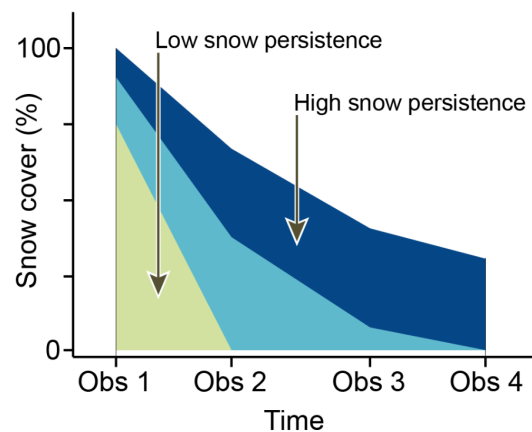 100
Low snow persistence
High snow persistence
Snow cover (%)
0
Obs 1 Obs 2 Obs 3 Obs 4
Time